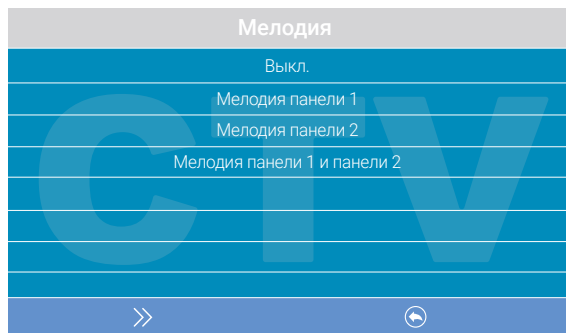 Мелодия
Выкл.
Мелодия панели 1
Мелодия панели 2
Мелодия панели 1 и панели 2
CTV